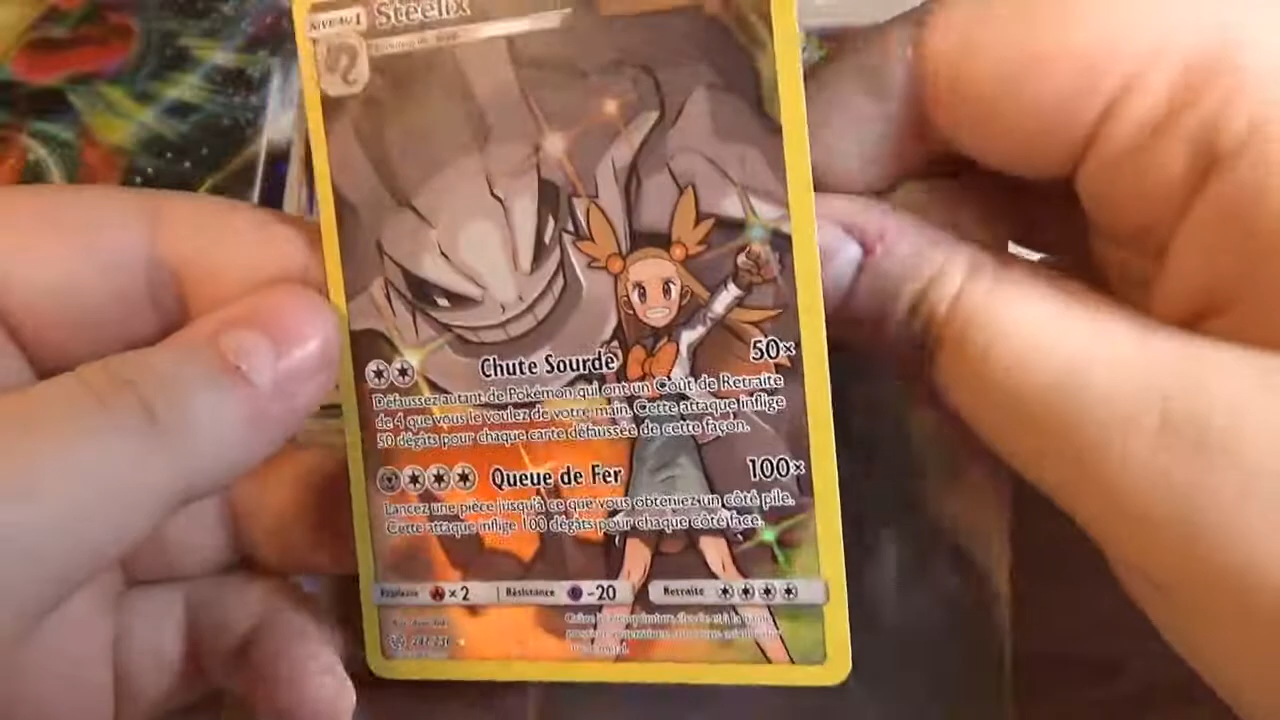 NIVEAU 1
Steelix
Chute Sourde 50×
Défaussez autant de Pokémon qui ont un Coût de Retraite
de 4 que vous le voulez de votre main. Cette attaque inflige
50 dégâts pour chaque carte défaussée de cette façon.
Queue de Fer 100×
Lancez une pièce jusqu'à ce que vous obteniez un côté pile.
Cette attaque inflige 100 dégâts pour chaque côté face.
×2 Résistance -20 Retraite